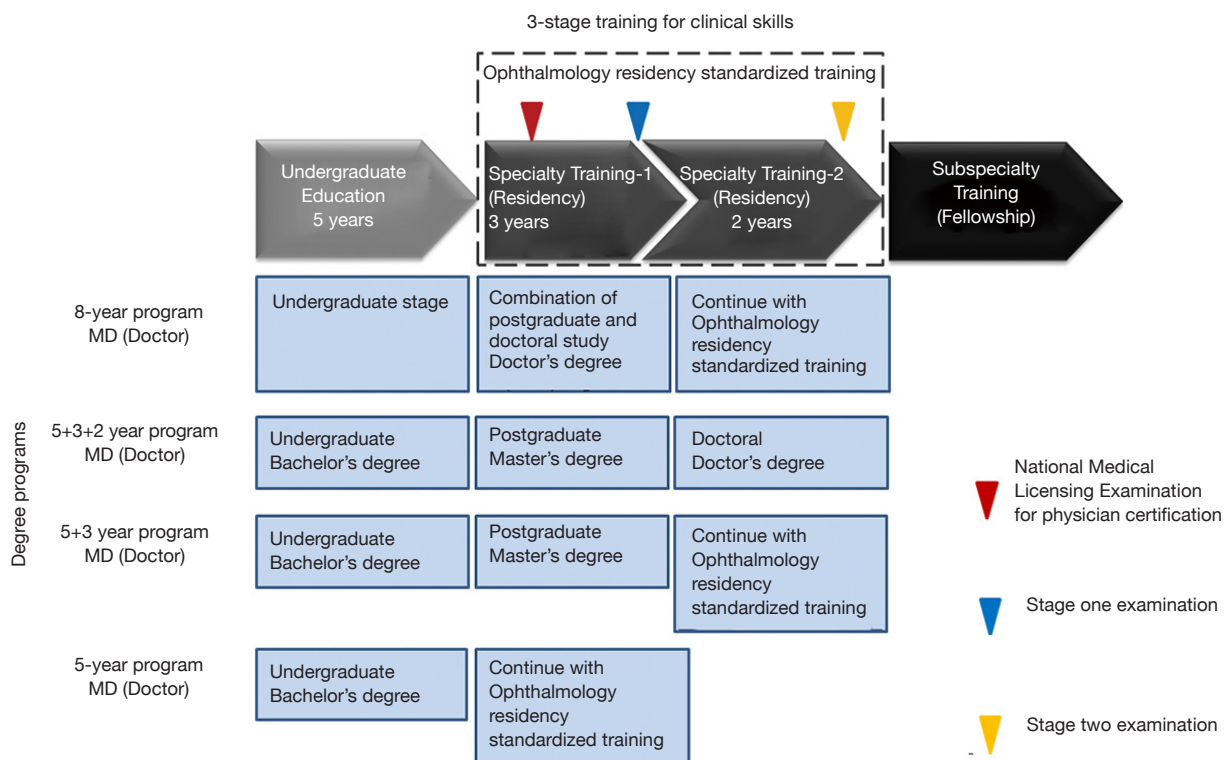 3-stage training for clinical skills
Ophthalmology residency standardized training
Undergraduate
Education
5 years
Specialty Training-1
(Residency)
3 years
Specialty Training-2
(Residency)
2 years
Subspecialty
Training
(Fellowship)
Degree programs
8-year program
MD (Doctor)
Undergraduate stage
Combination of
postgraduate and
doctoral study
Doctor’s degree
Continue with
Ophthalmology
residency
standardized training
5+3+2 year program
MD (Doctor)
Undergraduate
Bachelor’s degree
Postgraduate
Master’s degree
Doctoral
Doctor’s degree
5+3 year program
MD (Doctor)
Undergraduate
Bachelor’s degree
Postgraduate
Master’s degree
Continue with
Ophthalmology
residency
standardized training
5-year program
MD (Doctor)
Undergraduate
Bachelor’s degree
Continue with
Ophthalmology
residency
standardized training
National Medical
Licensing Examination
for physician certification
Stage one examination
Stage two examination